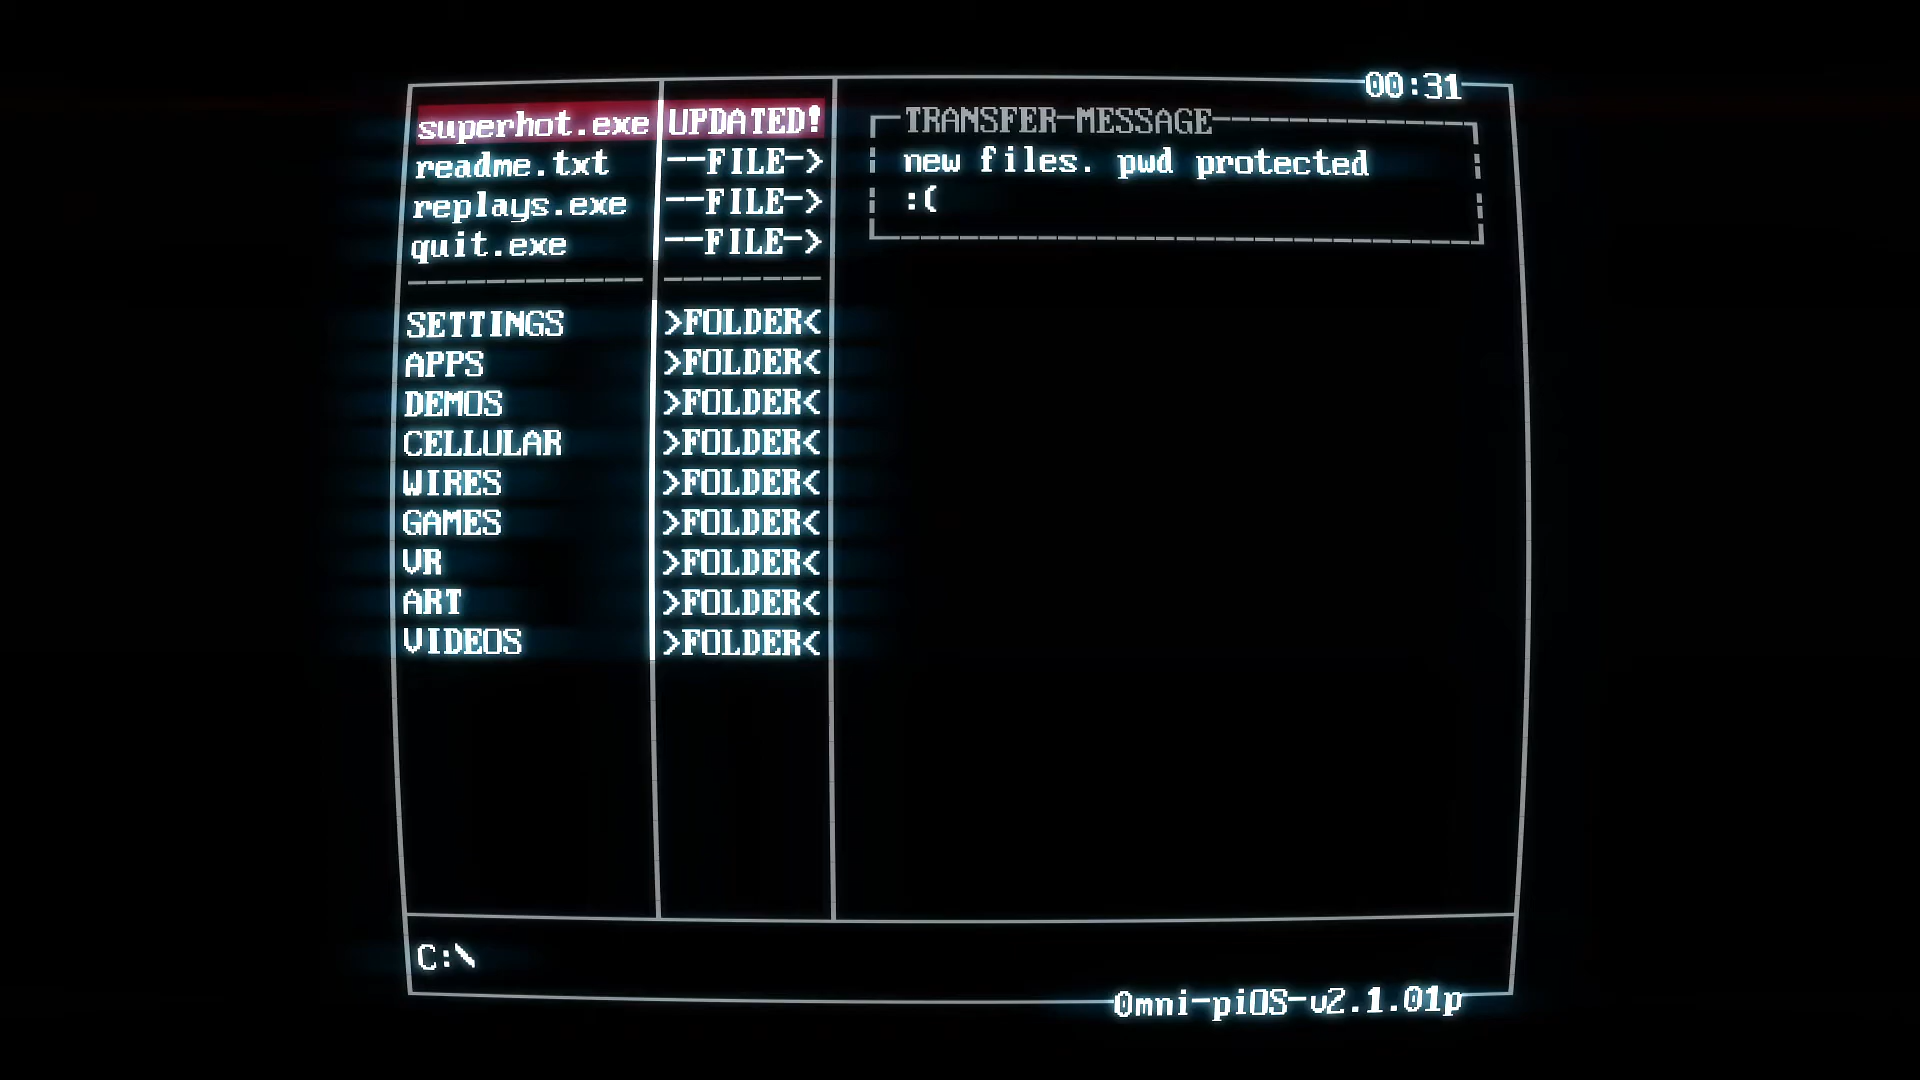 00:31
superhot.exe UPDATED!
readme.txt --FILE->
replays.exe --FILE->
quit.exe --FILE->
SETTINGS >FOLDER<
APPS >FOLDER<
DEMOS >FOLDER<
CELLULAR >FOLDER<
WIRES >FOLDER<
GAMES >FOLDER<
VR >FOLDER<
ART >FOLDER<
VIDEOS >FOLDER<
TRANSFER-MESSAGE
new files. pwd protected
:(
C:\
Omni-piOS-v2.1.01p